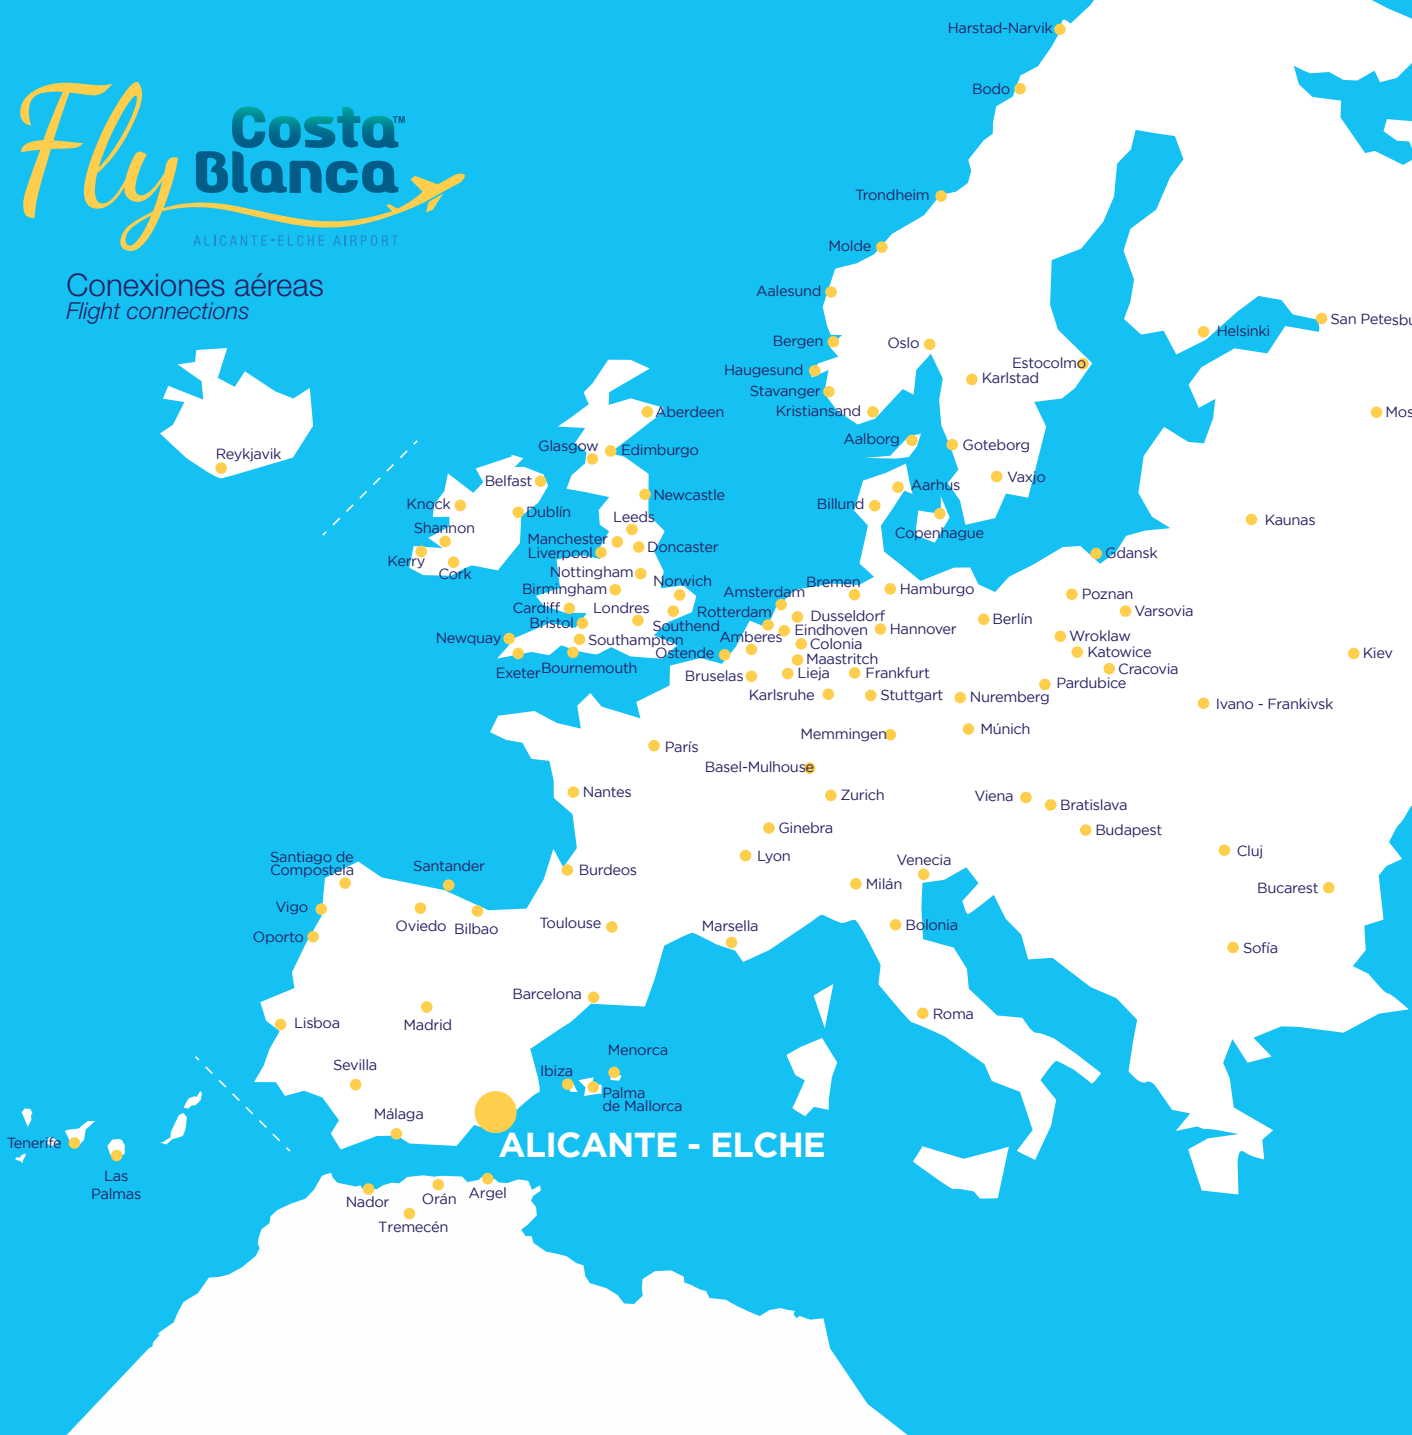 Harstad-Narvik
Bodo
Fly
Costa
TM
Blanca
ALICANTE-ELCHE AIRPORT
Conexiones aéreas
Flight connections
Trondheim
Molde
Aalesund
Bergen
Oslo
Helsinki
San Petesbu
Haugesund
Estocolmo
Karlstad
Stavanger
Kristiansand
Mos
Aberdeen
Aalborg
Goteborg
Glasgow
Edimburgo
Reykjavik
Belfast
Aarhus
Vaxjo
Newcastle
Knock
Billund
Dublín
Leeds
Kaunas
Shannon
Copenhague
Manchester
Doncaster
Liverpool
Gdansk
Kerry
Cork
Nottingham
Norwich
Bremen
Birmingham
Amsterdam
Hamburgo
Poznan
Cardiff
Londres
Rotterdam
Dusseldorf
Varsovia
Bristol
Southend
Eindhoven
Hannover
Berlín
Newquay
Southampton
Amberes
Colonia
Wroklaw
Ostende
Maastritch
Katowice
Kiev
Exeter
Bournemouth
Bruselas
Lieja
Frankfurt
Cracovia
Karlsruhe
Stuttgart
Nuremberg
Pardubice
Ivano - Frankivsk
Memmingen
Múnich
París
Basel-Mulhouse
Nantes
Zurich
Viena
Bratislava
Ginebra
Budapest
Santiago de
Compostela
Santander
Burdeos
Lyon
Venecia
Cluj
Milán
Bucarest
Vigo
Oviedo
Bilbao
Toulouse
Marsella
Bolonia
Oporto
Sofía
Barcelona
Lisboa
Madrid
Roma
Menorca
Sevilla
Ibiza
Palma
de Mallorca
Málaga
Tenerife
ALICANTE - ELCHE
Las
Palmas
Nador
Orán
Argel
Tremecén